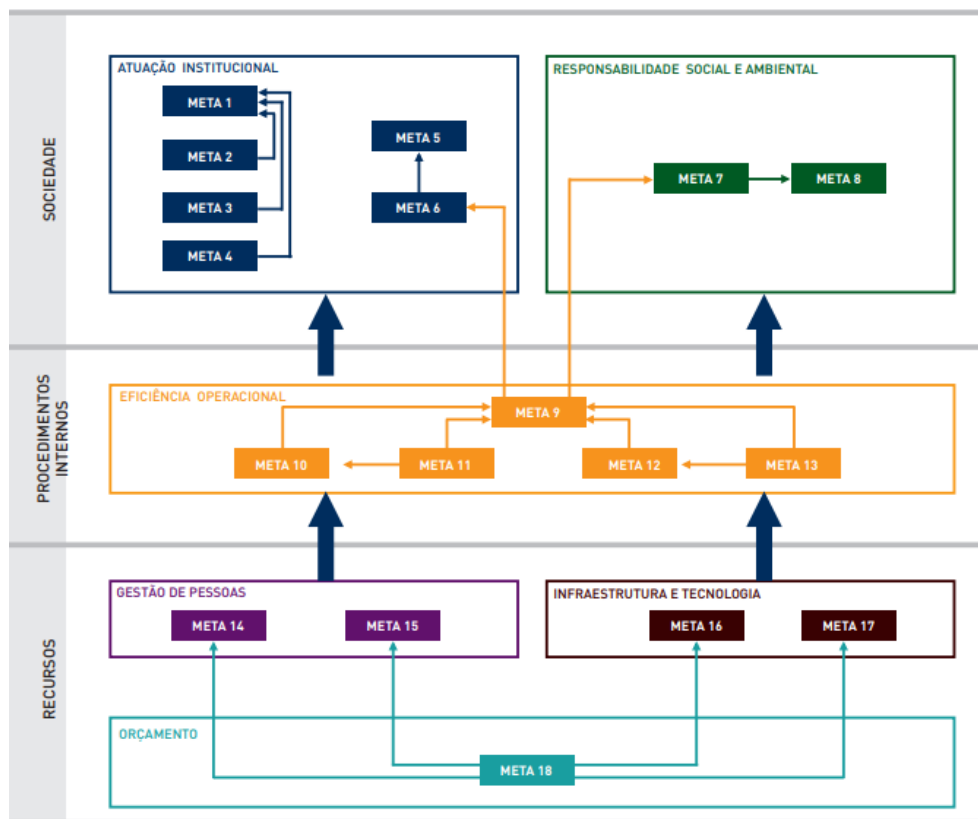 SOCIEDADE
ATUAÇÃO INSTITUCIONAL
META 1
META 2
META 3
META 4
META 5
META 6
RESPONSABILIDADE SOCIAL E AMBIENTAL
META 7
META 8
PROCEDIMENTOS
INTERNOS
EFICIÊNCIA OPERACIONAL
META 9
META 10
META 11
META 12
META 13
RECURSOS
GESTÃO DE PESSOAS
META 14
META 15
INFRAESTRUTURA E TECNOLOGIA
META 16
META 17
ORÇAMENTO
META 18